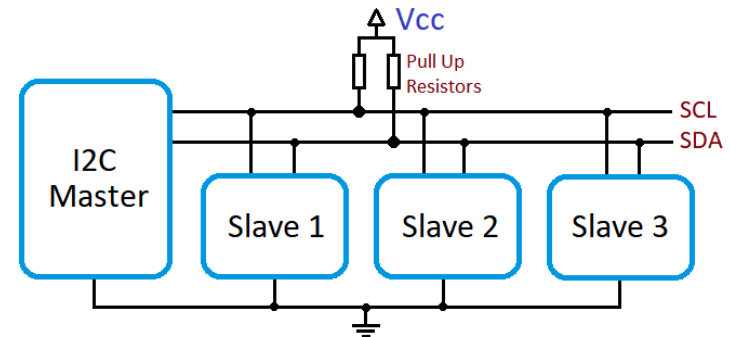 Vcc
Pull Up
Resistors
SCL
SDA
I2C
Master
Slave 1
Slave 2
Slave 3